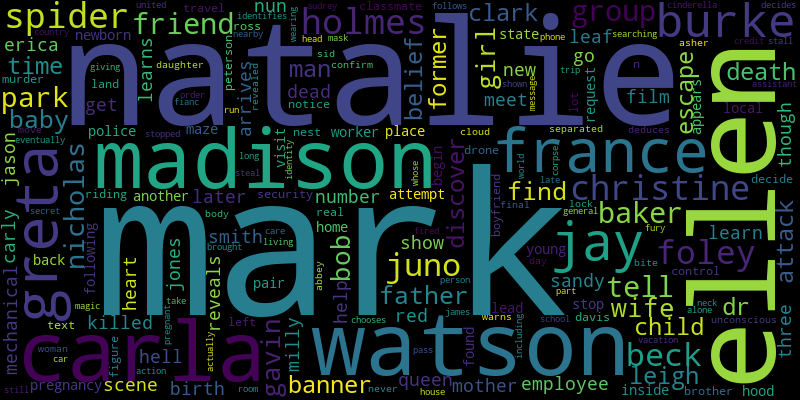 spider
friend
nun
travel
newborn
ross
classmate
identifies
holmes
wearing
audrey
head
mask
sid
confirm
united
follows
nearby
clark
state
phone
group
leaf
searching
burke
cinderella
decides
asher
credit
stall
country
erica
giving
daughter
murder
land
peterson
time
learns
natalie
man
dead
arrives
belief
former
girl
new
meet
go
request
film
trip
n
lot
message
escape
appears
death
local
assistant
park
baby
get
order
run
revealed
fianc
notice
maze
visit
nest
worker
place
cloud
separated
deduces
though
move
police
eventually
jason
carly
greta
nicholas
madison
stopped
long
steal
identity
drone
begin
whose
world
corpses
late
france
ellen
secret
riding
another
later
security
number
attempt
discover
boyfriend
final
find
christine
decide
attack
following
back
body
real
home
general
lock
fury
young
day
bite
part
baker
learn
control
smith
jones
care
living
brought
bob
show
fired
mark
jay
foley
juno
sandy
tell
dr
alone
neck
unconscious
three
mechanical
text
magic
heart
reveals
take
pair
abbey
help
father
red
person
james
warns
lead
stop
davis
wife
child
vacation
killed
carla
gavin
milly
left
chooses
found
including
watson
school
beck
leigh
hood
figure
pregnant
hell
woman
car
action
actually
banner
queen
mother
employee
inside
brother
still
pregnancy
scene
birth
room
never
pass
house